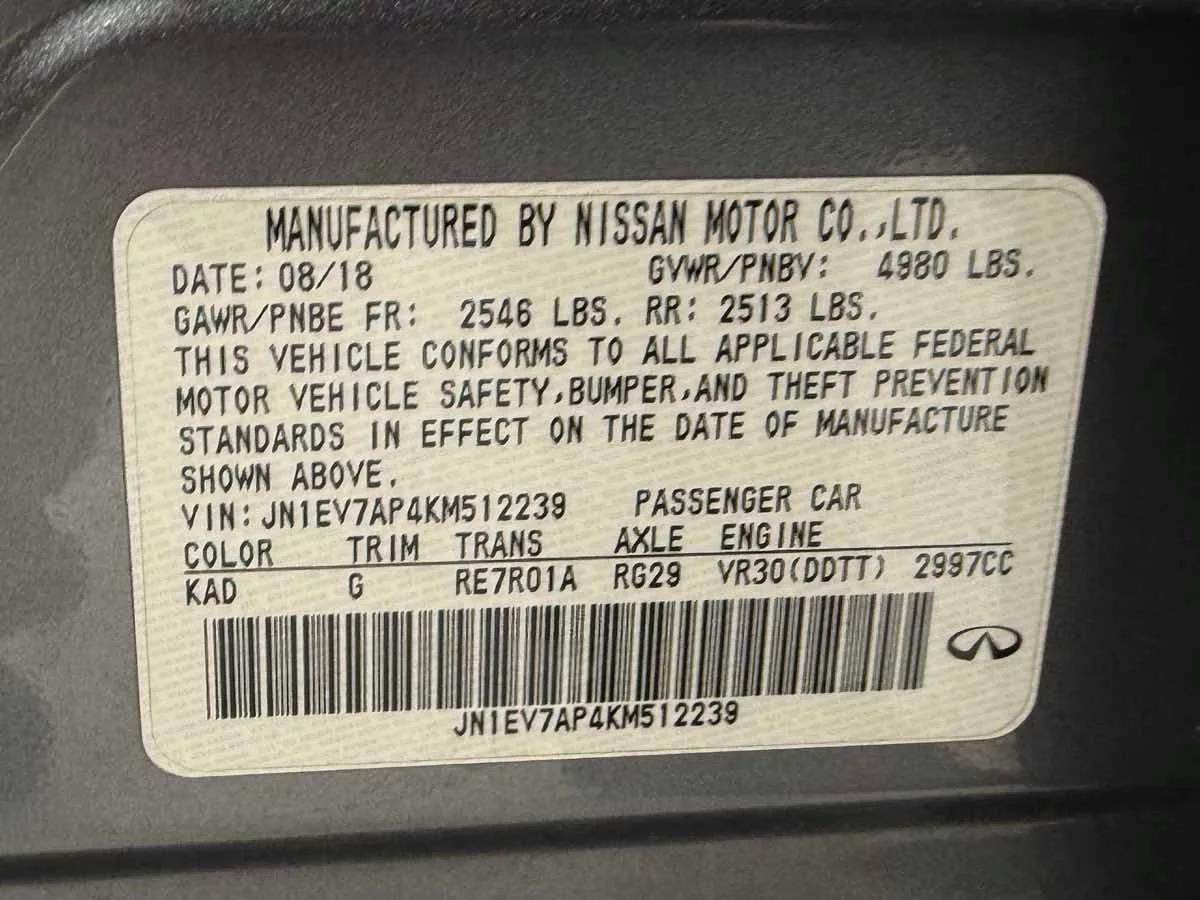 MANUFACTURED BY NISSAN MOTOR CO.,LTD.
DATE: 08/18 GVWR/PNBV: 4980 LBS.
GAWR/PNBE FR: 2546 LBS. RR: 2513 LBS.
THIS VEHICLE CONFORMS TO ALL APPLICABLE FEDERAL
MOTOR VEHICLE SAFETY,BUMPER,AND THEFT PREVENTION
STANDARDS IN EFFECT ON THE DATE OF MANUFACTURE
SHOWN ABOVE.
VIN: JN1EV7AP4KM512239 PASSENGER CAR
COLOR TRIM TRANS AXLE ENGINE
KAD G RE7R01A RG29 VR30(DDTT) 2997CC
JN1EV7AP4KM512239